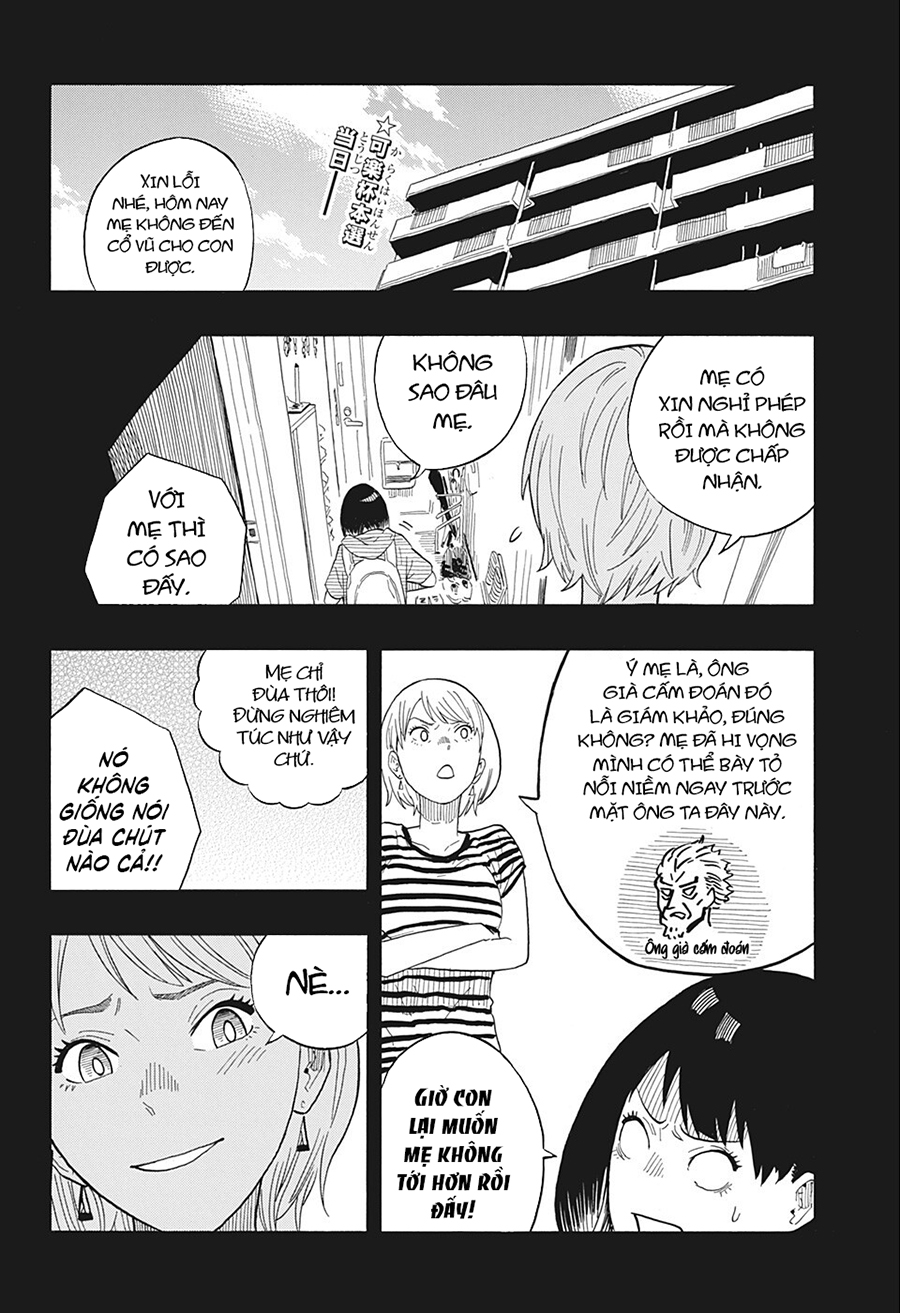 ★可楽杯本選
からくはいほんせん
当日——
とうじつ
XIN LỖI
NHÉ, HÔM NAY
MẸ KHÔNG ĐẾN
CỔ VŨ CHO CON
ĐƯỢC.
MẸ CÓ
XIN NGHỈ PHÉP
RỒI MÀ KHÔNG
ĐƯỢC CHẤP
NHẬN.
KHÔNG
SAO ĐÂU
MẸ.
VỚI
MẸ THÌ
CÓ SAO
ĐẤY.
Ý MẸ LÀ, ÔNG
GIÀ CẤM ĐOÁN ĐÓ
LÀ GIÁM KHẢO, ĐÚNG
KHÔNG? MẸ ĐÃ HI VỌNG
MÌNH CÓ THỂ BÀY TỎ
NỖI NIỀM NGAY TRƯỚC
MẶT ÔNG TA ĐÂY NÀY.
Ông già cấm đoán
GIỜ CON
LẠI MUỐN
MẸ KHÔNG
TỚI HƠN RỒI
ĐẤY!
MẸ CHỈ
ĐÙA THÔI!
ĐỪNG NGHIÊM
TÚC NHƯ VẬY
CHỨ.
NÓ
KHÔNG
GIỐNG NÓI
ĐÙA CHÚT
NÀO CẢ!!
NÈ...